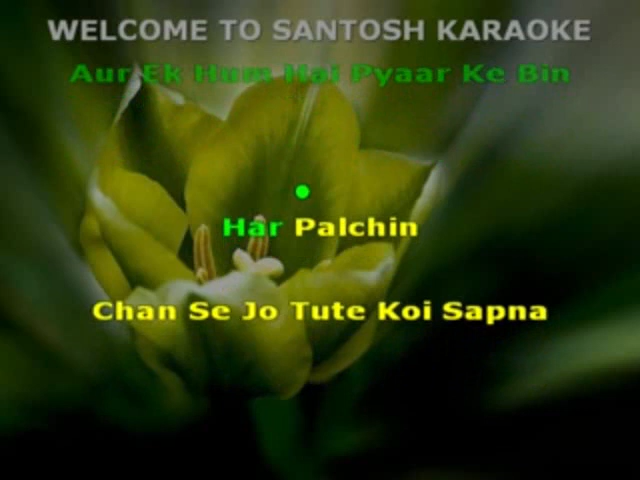 WELCOME TO SANTOSH KARAOKE
Aur Ek Hum Hai Pyaar Ke Bin
Har Palchin
Chan Se Jo Tute Koi Sapna